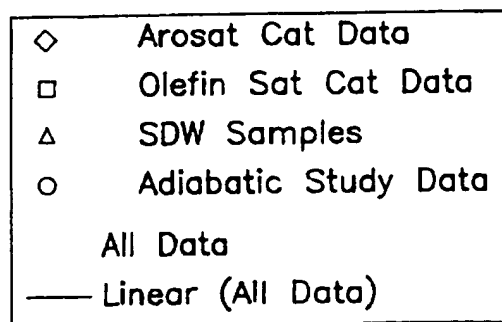 Arosat Cat Data
Olefin Sat Cat Data
SDW Samples
Adiabatic Study Data
All Data
Linear (All Data)